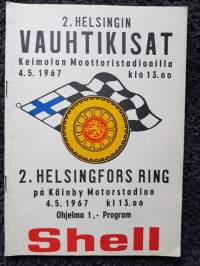 2. HELSINGIN
VAUHTIKISAT
Keimolan Moottoristadionilla
4.5.1967 klo 13.00
2. HELSINGFORS RING
på Käinby Motorstadion
4.5.1967 kl 13.00
Ohjelma 1,- Program
Shell